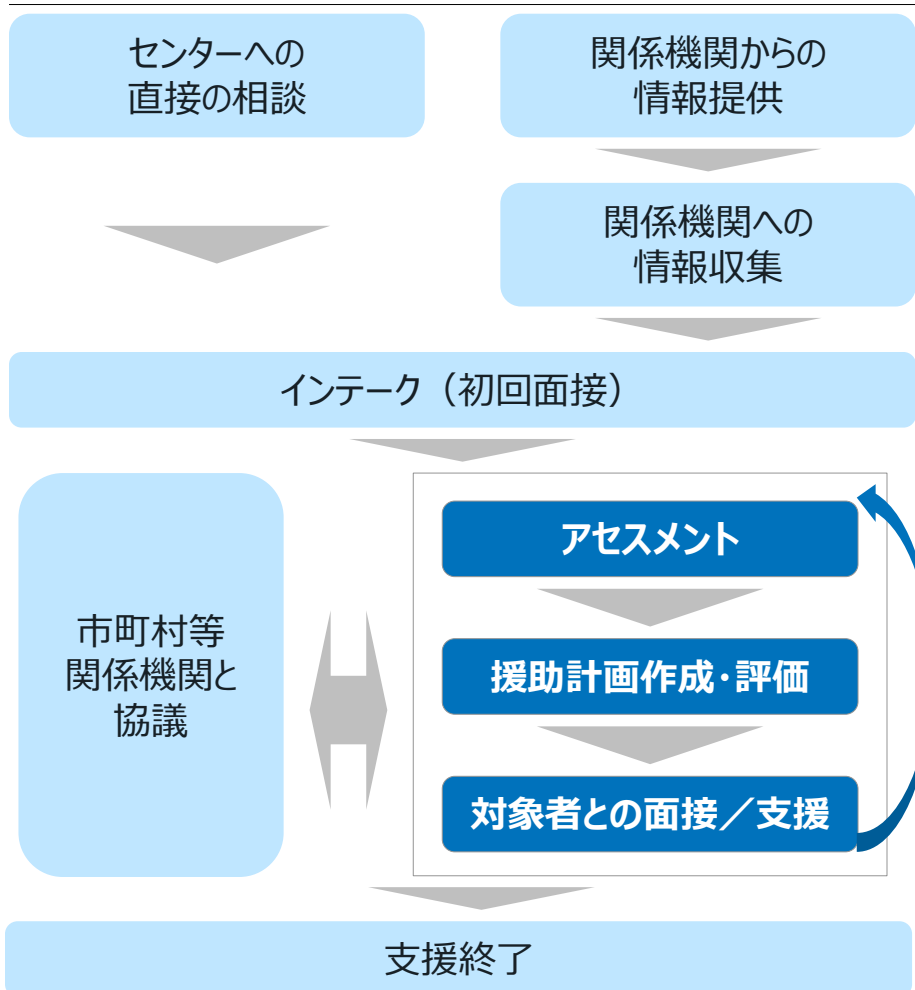 センターへの
直接の相談
関係機関からの
情報提供
関係機関への
情報収集
インテーク（初回面接）
市町村等
関係機関と
協議
アセスメント
援助計画作成・評価
対象者との面接／支援
支援終了